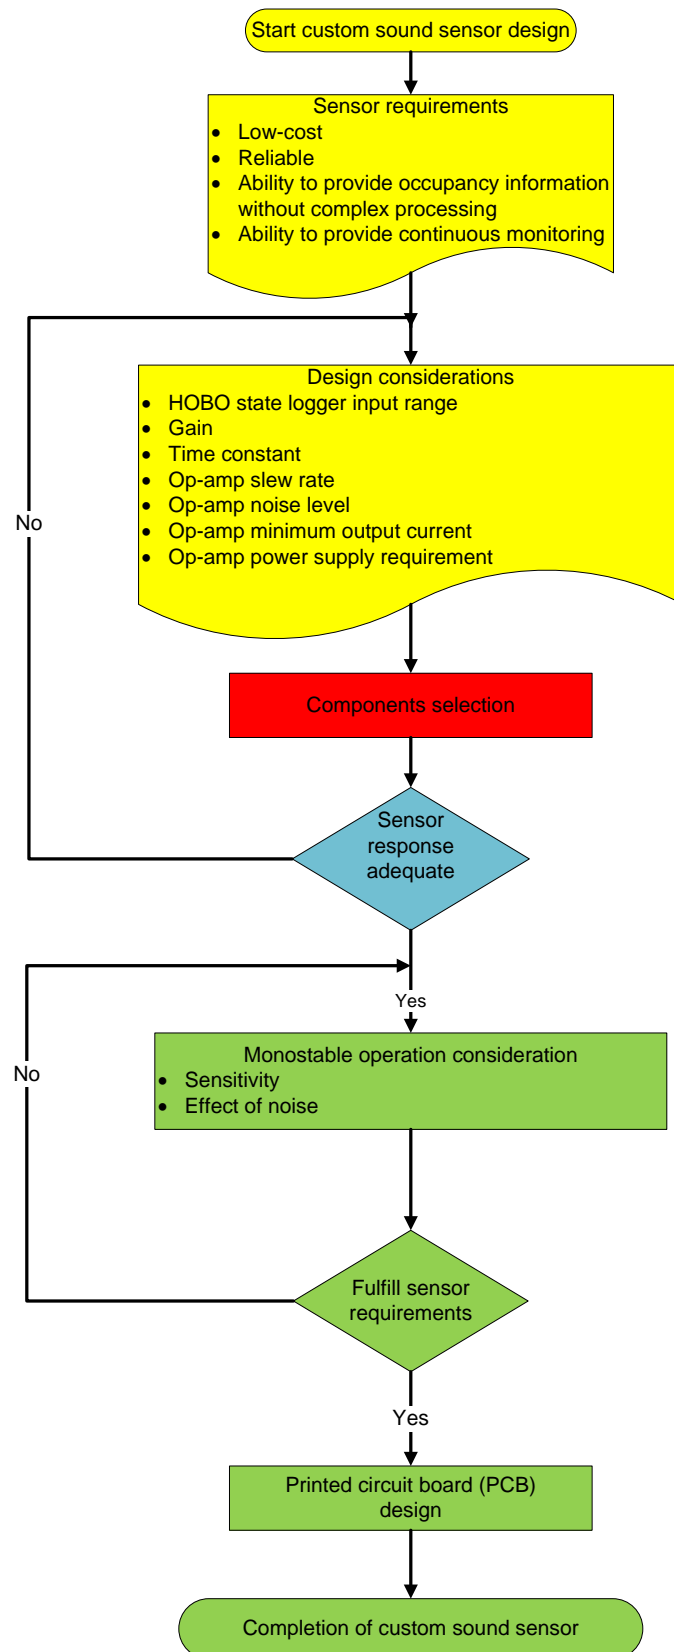 Start custom sound sensor design
Sensor requirements
• Low-cost
• Reliable
• Ability to provide occupancy information
without complex processing
• Ability to provide continuous monitoring
Design considerations
• HOBO state logger input range
• Gain
• Time constant
• Op-amp slew rate
• Op-amp noise level
• Op-amp minimum output current
• Op-amp power supply requirement
No
Components selection
Sensor
response
adequate
Yes
Monostable operation consideration
• Sensitivity
• Effect of noise
No
Fulfill sensor
requirements
Yes
Printed circuit board (PCB)
design
Completion of custom sound sensor